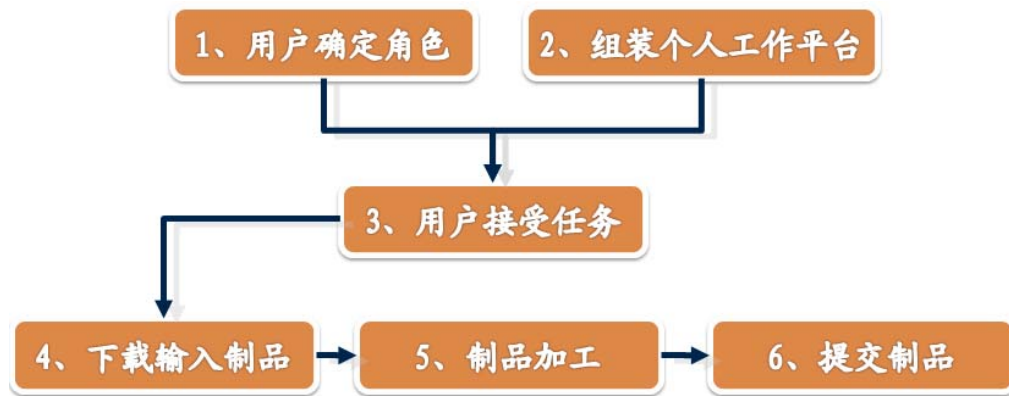 1、用户确定角色
2、组装个人工作平台
3、用户接受任务
4、下载输入制品
5、制品加工
6、提交制品